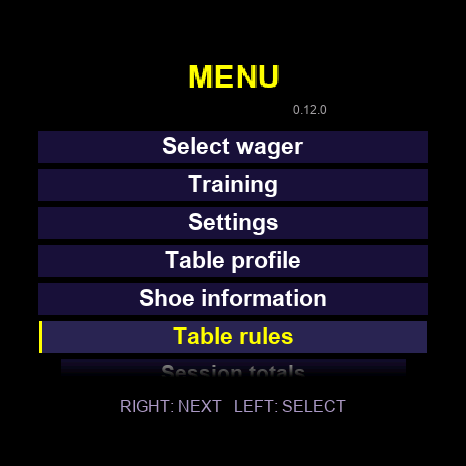 MENU
0.12.0
Select wager
Training
Settings
Table profile
Shoe information
Table rules
Session totals
RIGHT: NEXT LEFT: SELECT